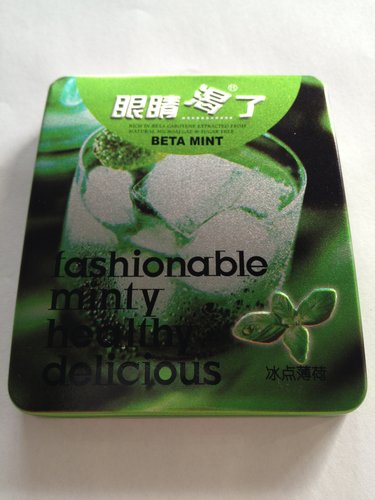 眼睛渴了®
RICH IN BETA CAROTENE EXTRACTED FROM
NATURAL MICROALGAE & SUGAR FREE
BETA MINT
fashionable
minty
healthy
delicious
冰点薄荷